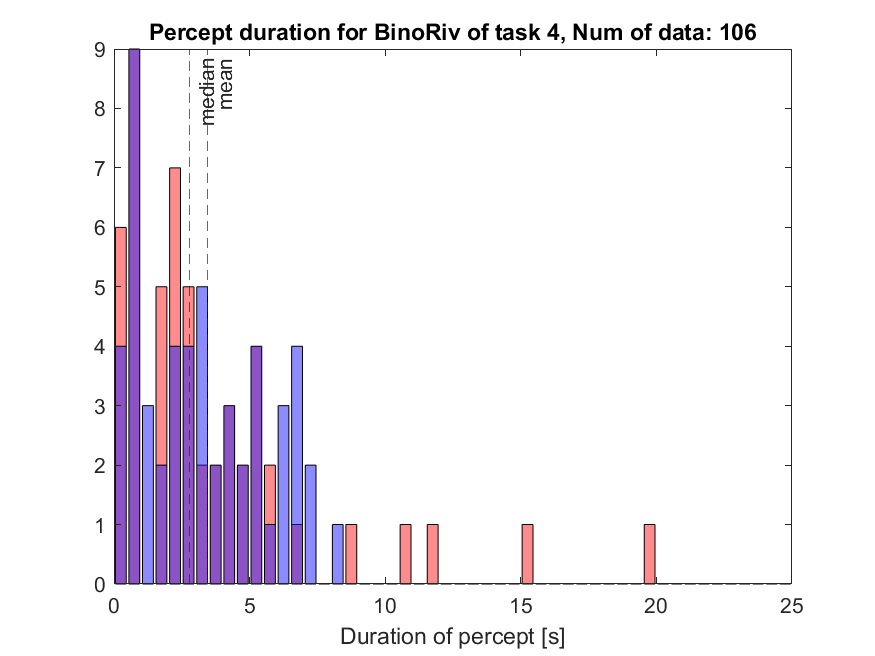 Percept duration for BinoRiv of task 4, Num of data: 106
9
8
7
6
5
4
3
2
1
0
median
mean
0 5 10 15 20 25
Duration of percept [s]